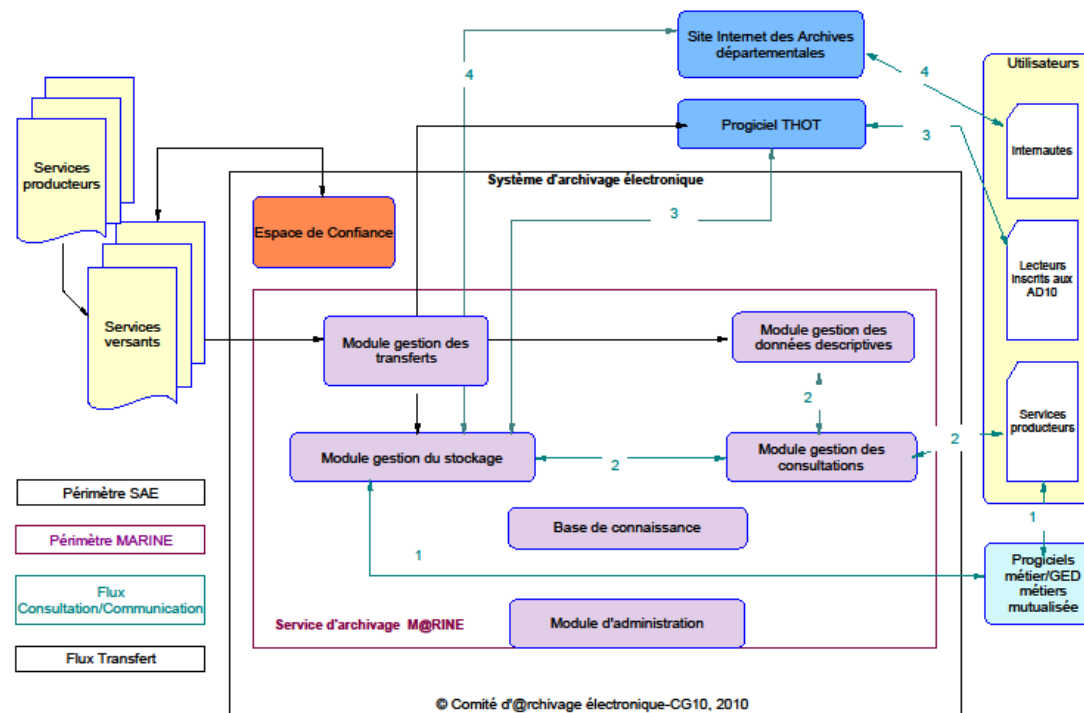 Site Internet des Archives
départementales
Utilisateurs
4
4
Progiciel THOT
3
Internautes
Services
producteurs
Système d'archivage électronique
3
Espace de Confiance
Lecteurs
inscrits aux
AD10
Services
versants
Module gestion des
transferts
Module gestion des
données descriptives
2
Services
producteurs
Module gestion du stockage
2
Module gestion des
consultations
2
Périmètre SAE
Base de connaissance
1
Périmètre MARINE
1
Progiciels
métier/GED
métiers
mutualisée
Flux
Consultation/Communication
Service d'archivage M@RINE
Module d'administration
Flux Transfert
© Comité d'@rchivage électronique-CG10, 2010